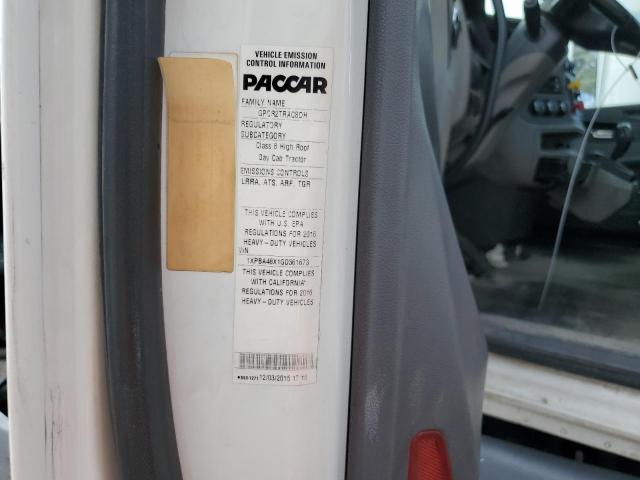 VEHICLE EMISSION
CONTROL INFORMATION
PACCAR
FAMILY NAME
GPCR2TRAC8DH
REGULATORY
SUBCATEGORY
Class 8 High Roof
Day Cab Tractor
EMISSIONS CONTROLS
LRRA, ATS, ARF, TGR
THIS VEHICLE COMPLIES
WITH U.S. EPA
REGULATIONS FOR 2016
HEAVY-DUTY VEHICLES
VIN
THIS VEHICLE COMPLIES
WITH CALIFORNIA
REGULATIONS FOR 2016
HEAVY-DUTY VEHICLES
12/03/2015